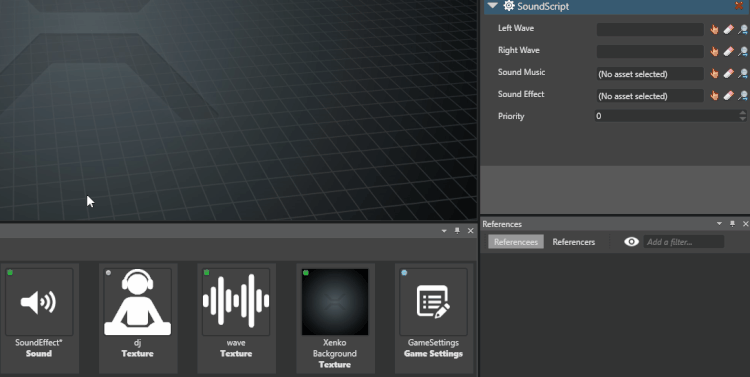 SoundScript
Left Wave
Right Wave
Sound Music (No asset selected)
Sound Effect (No asset selected)
Priority 0
References
Referencees Referencers Add a filter...
SoundEffect*
Sound
dj
Texture
wave
Texture
Xenko
Background
Texture
GameSettings
Game Settings